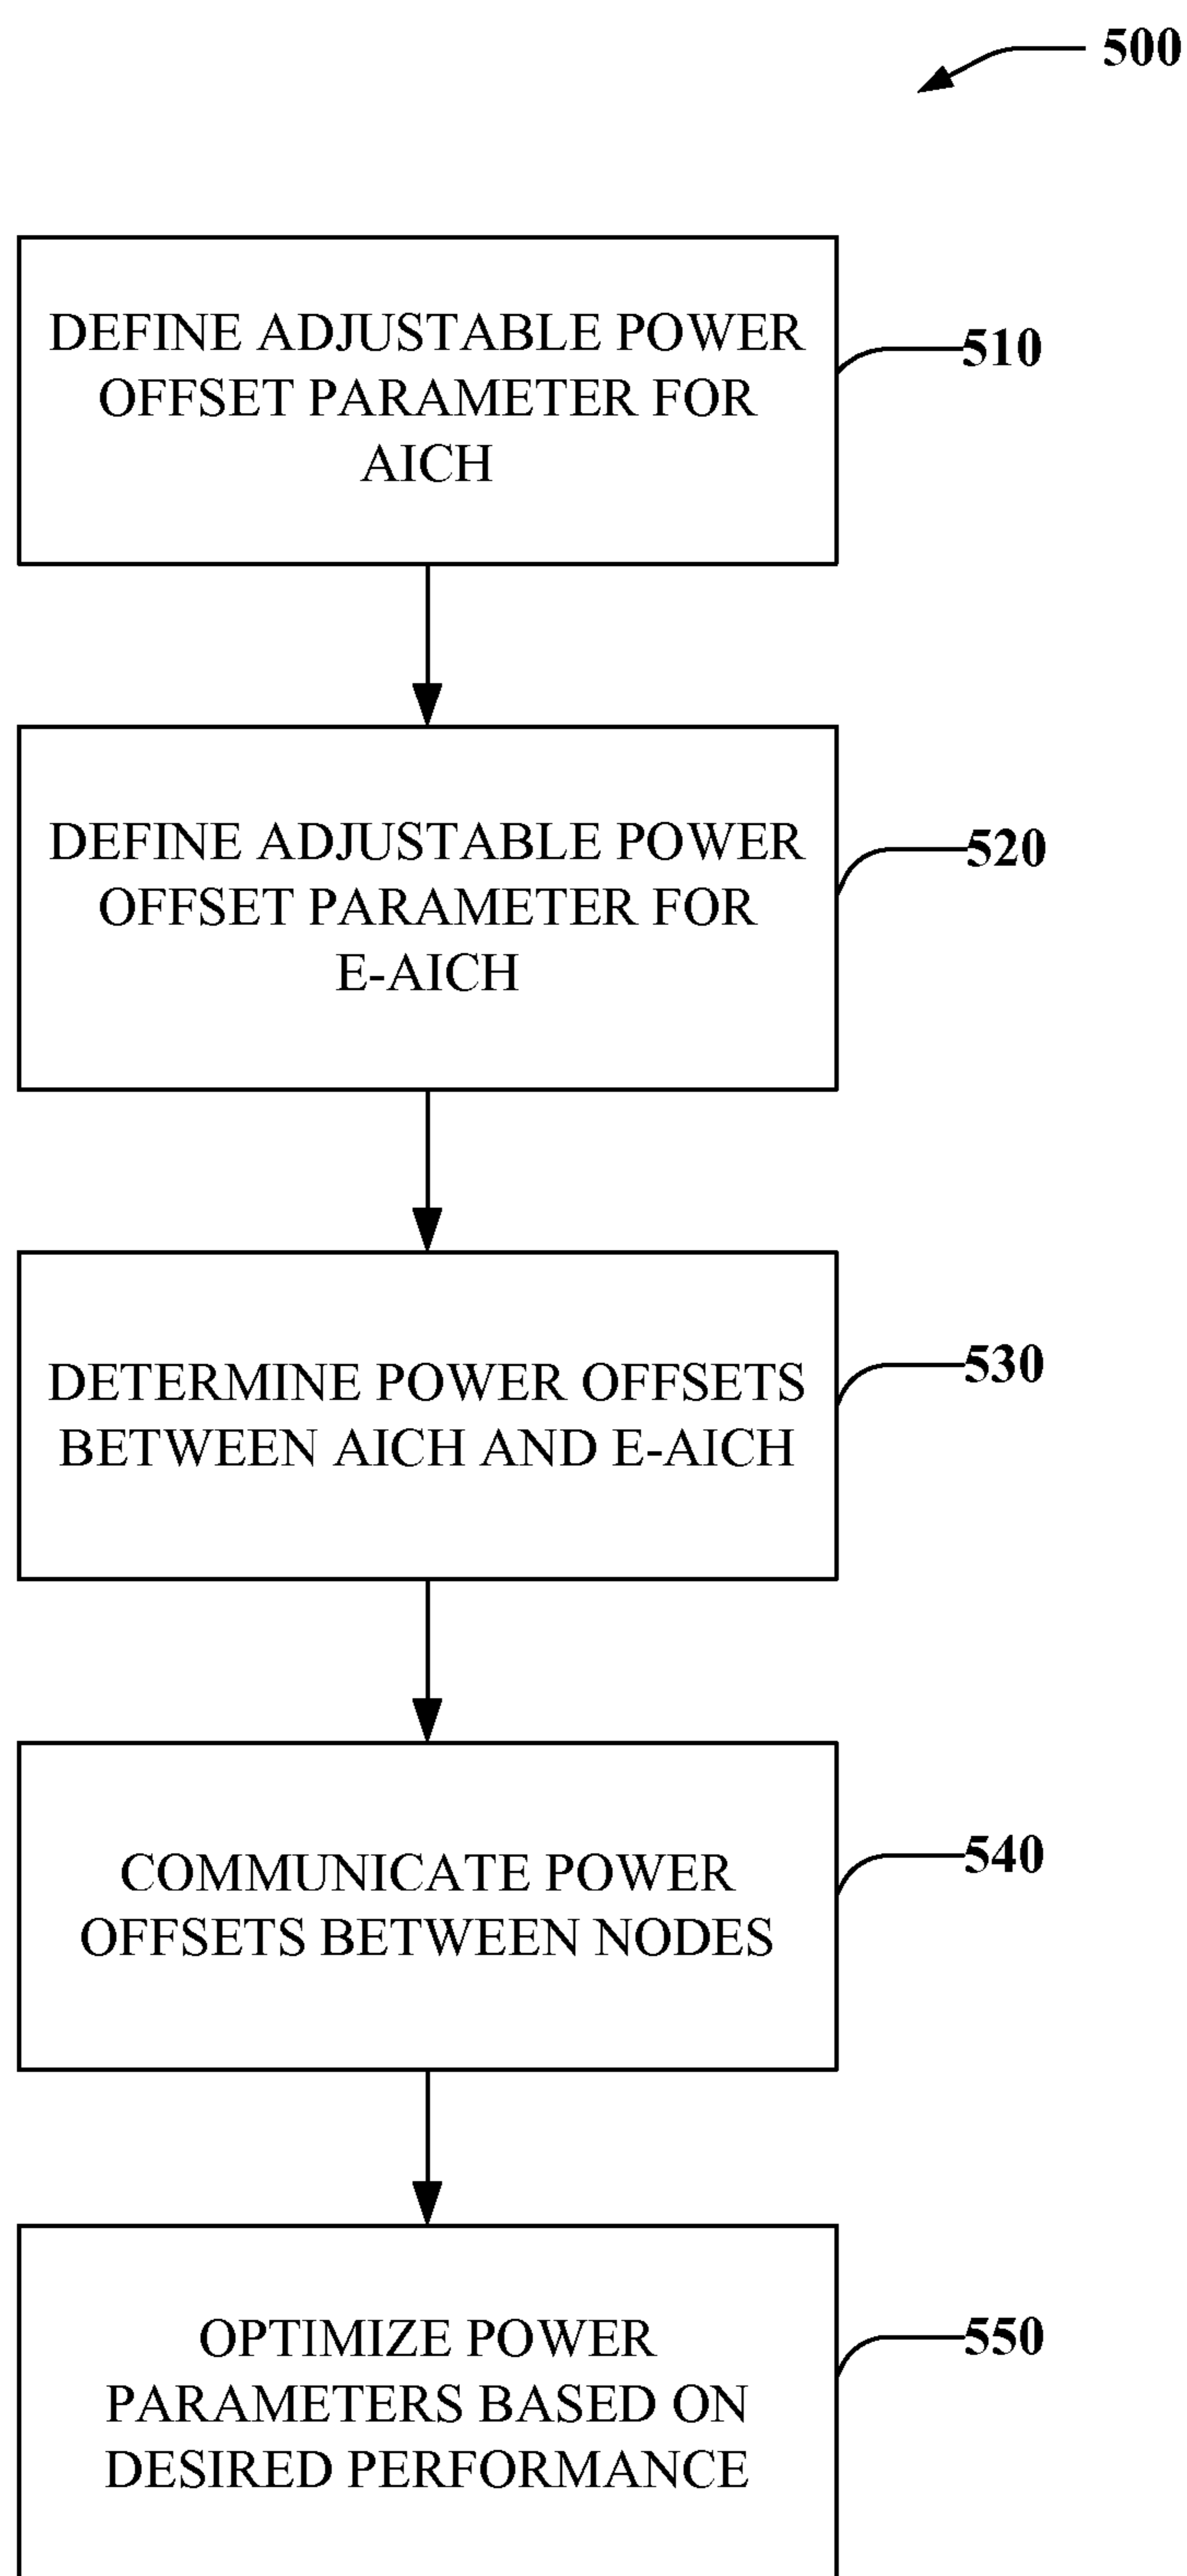 500
DEFINE ADJUSTABLE POWER
OFFSET PARAMETER FOR
AICH
510
DEFINE ADJUSTABLE POWER
OFFSET PARAMETER FOR
E-AICH
520
DETERMINE POWER OFFSETS
BETWEEN AICH AND E-AICH
530
COMMUNICATE POWER
OFFSETS BETWEEN NODES
540
OPTIMIZE POWER
PARAMETERS BASED ON
DESIRED PERFORMANCE
550